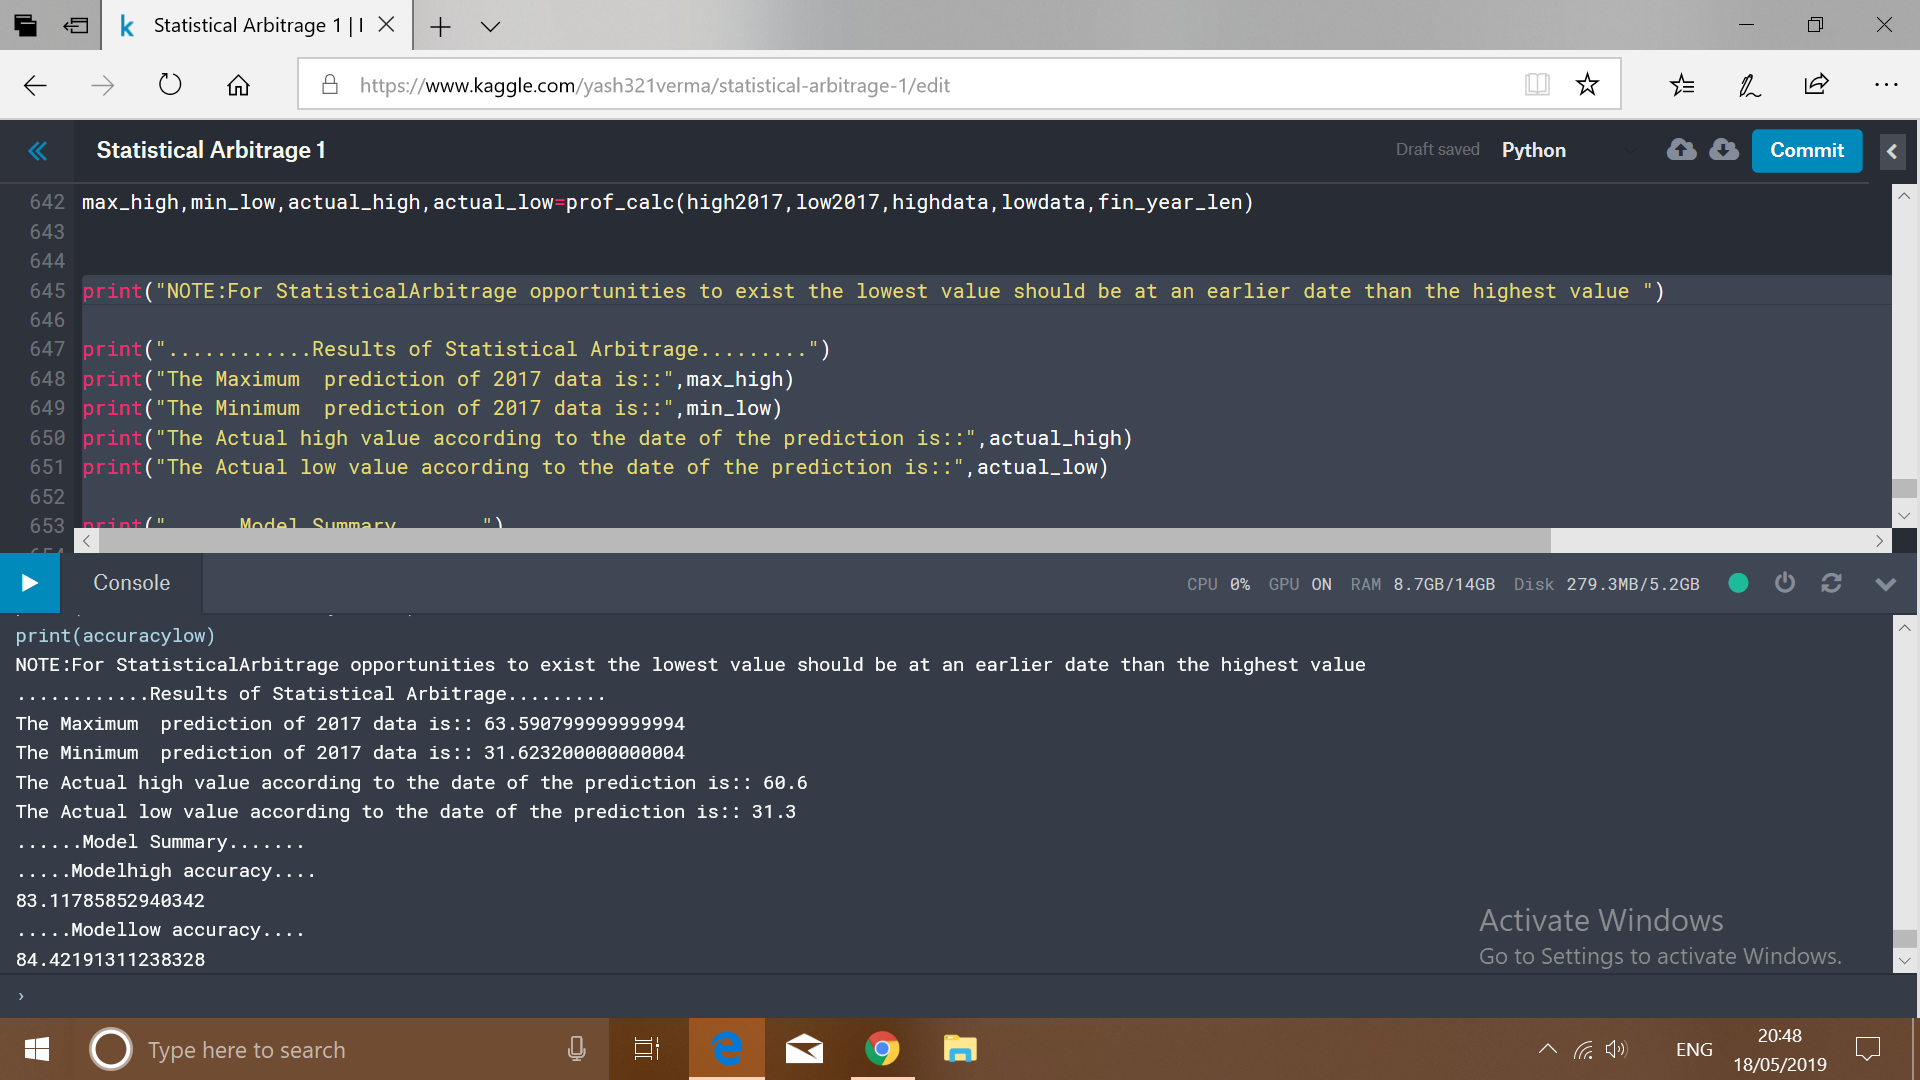 Statistical Arbitrage 1 | I
https://www.kaggle.com/yash321verma/statistical-arbitrage-1/edit
Statistical Arbitrage 1
Draft saved Python Commit
642 max_high,min_low,actual_high,actual_low=prof_calc(high2017,low2017,highdata,lowdata,fin_year_len)
643
644
645 print("NOTE:For StatisticalArbitrage opportunities to exist the lowest value should be at an earlier date than the highest value ")
646
647 print("............Results of Statistical Arbitrage.........")
648 print("The Maximum  prediction of 2017 data is::",max_high)
649 print("The Minimum  prediction of 2017 data is::",min_low)
650 print("The Actual high value according to the date of the prediction is::",actual_high)
651 print("The Actual low value according to the date of the prediction is::",actual_low)
652
653 print("......Model Summary.......")
Console
CPU 0% GPU ON RAM 8.7GB/14GB Disk 279.3MB/5.2GB
print(accuracylow)
NOTE:For StatisticalArbitrage opportunities to exist the lowest value should be at an earlier date than the highest value
............Results of Statistical Arbitrage.........
The Maximum  prediction of 2017 data is:: 63.590799999999994
The Minimum  prediction of 2017 data is:: 31.623200000000004
The Actual high value according to the date of the prediction is:: 60.6
The Actual low value according to the date of the prediction is:: 31.3
......Model Summary.......
.....Modelhigh accuracy....
83.11785852940342
.....Modellow accuracy....
84.42191311238328
Activate Windows
Go to Settings to activate Windows.
›
Type here to search
ENG
20:48
18/05/2019